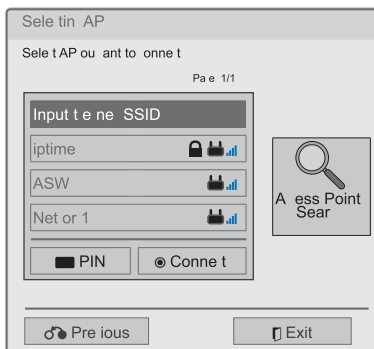 Sele tin AP
Sele t AP ou ant to onne t
Pa e 1/1
Input t e ne SSID
iptime
ASW
Net or 1
A ess Point
Sear
PIN
Conne t
Pre ious
Exit